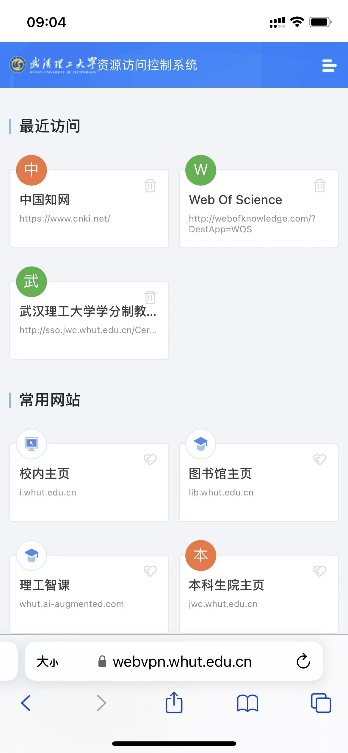 09:04
武汉理工大学资源访问控制系统
最近访问
中
中国知网
https://www.cnki.net/
W
Web Of Science
http://webofknowledge.com/?
DestApp=WOS
武
武汉理工大学学分制教...
http://sso.jwc.whut.edu.cn/Cer...
常用网站
校内主页
i.whut.edu.cn
图书馆主页
lib.whut.edu.cn
理工智课
whut.ai-augmented.com
本
本科生院主页
jwc.whut.edu.cn
大小
webvpn.whut.edu.cn